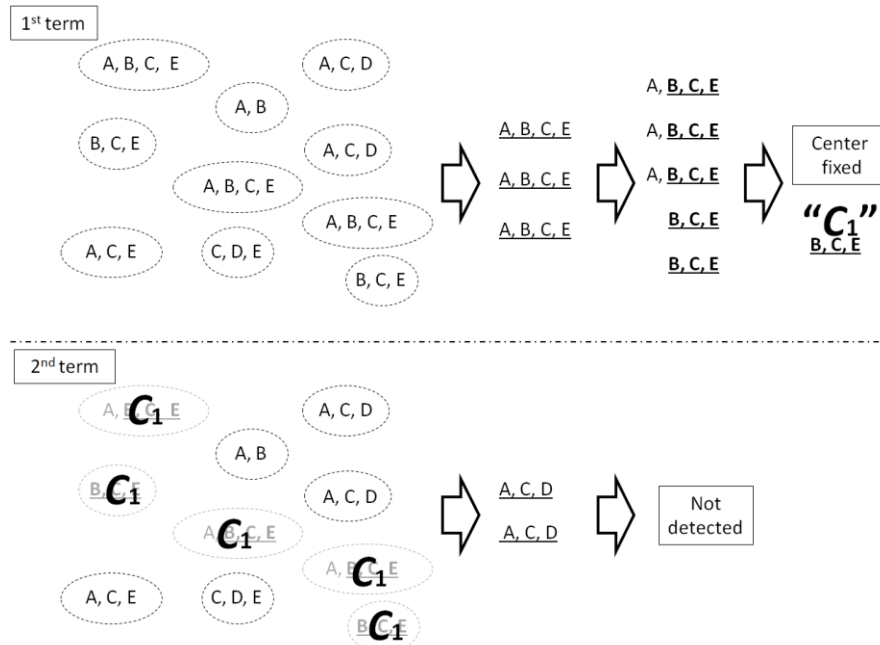 1st term
A, B, C, E
A, C, D
A, B
B, C, E
A, C, D
A, B, C, E
A, B, C, E
A, C, E
C, D, E
B, C, E
A, B, C, E
A, B, C, E
A, B, C, E
A, B, C, E
A, B, C, E
A, B, C, E
B, C, E
B, C, E
Center
fixed
“C1”
B, C, E
2nd term
A, B, C, E
C1
A, C, D
A, B
B, C, E
C1
A, C, D
A, B, C, E
C1
A, B, C, E
C1
A, C, E
C, D, E
B, C, E
C1
A, C, D
A, C, D
Not
detected